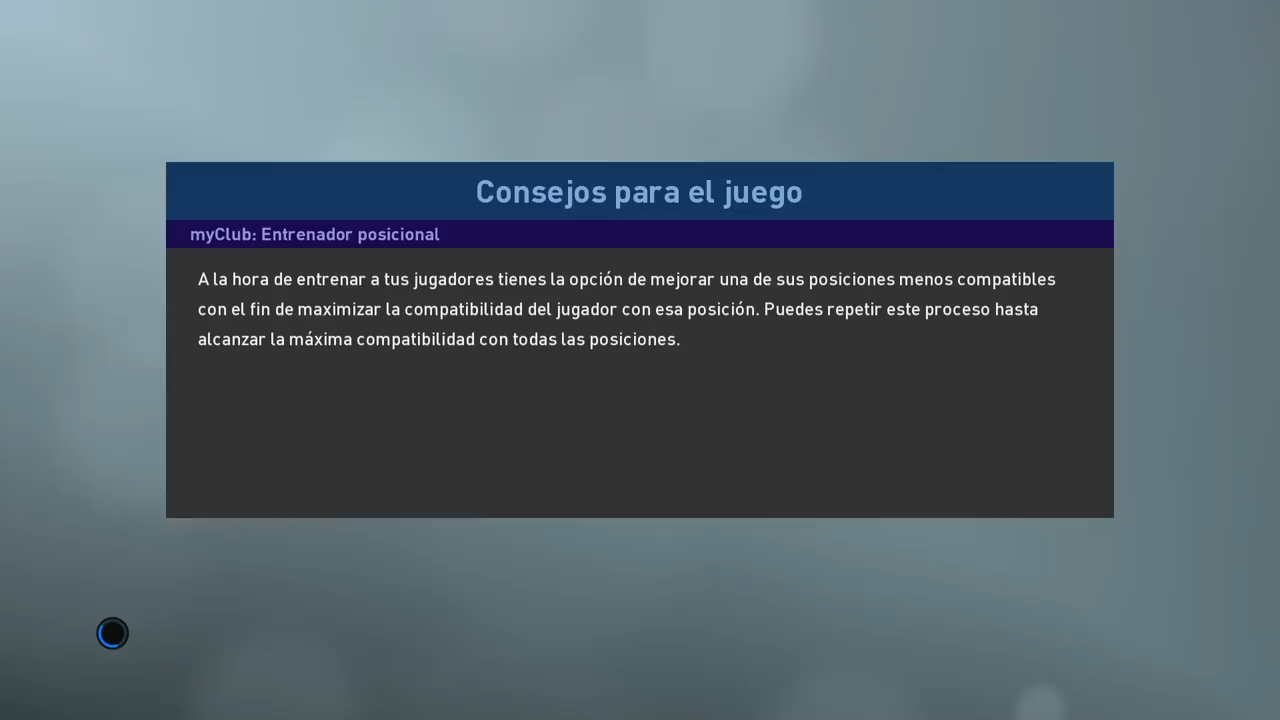 Consejos para el juego
myClub: Entrenador posicional
A la hora de entrenar a tus jugadores tienes la opción de mejorar una de sus posiciones menos compatibles
con el fin de maximizar la compatibilidad del jugador con esa posición. Puedes repetir este proceso hasta
alcanzar la máxima compatibilidad con todas las posiciones.